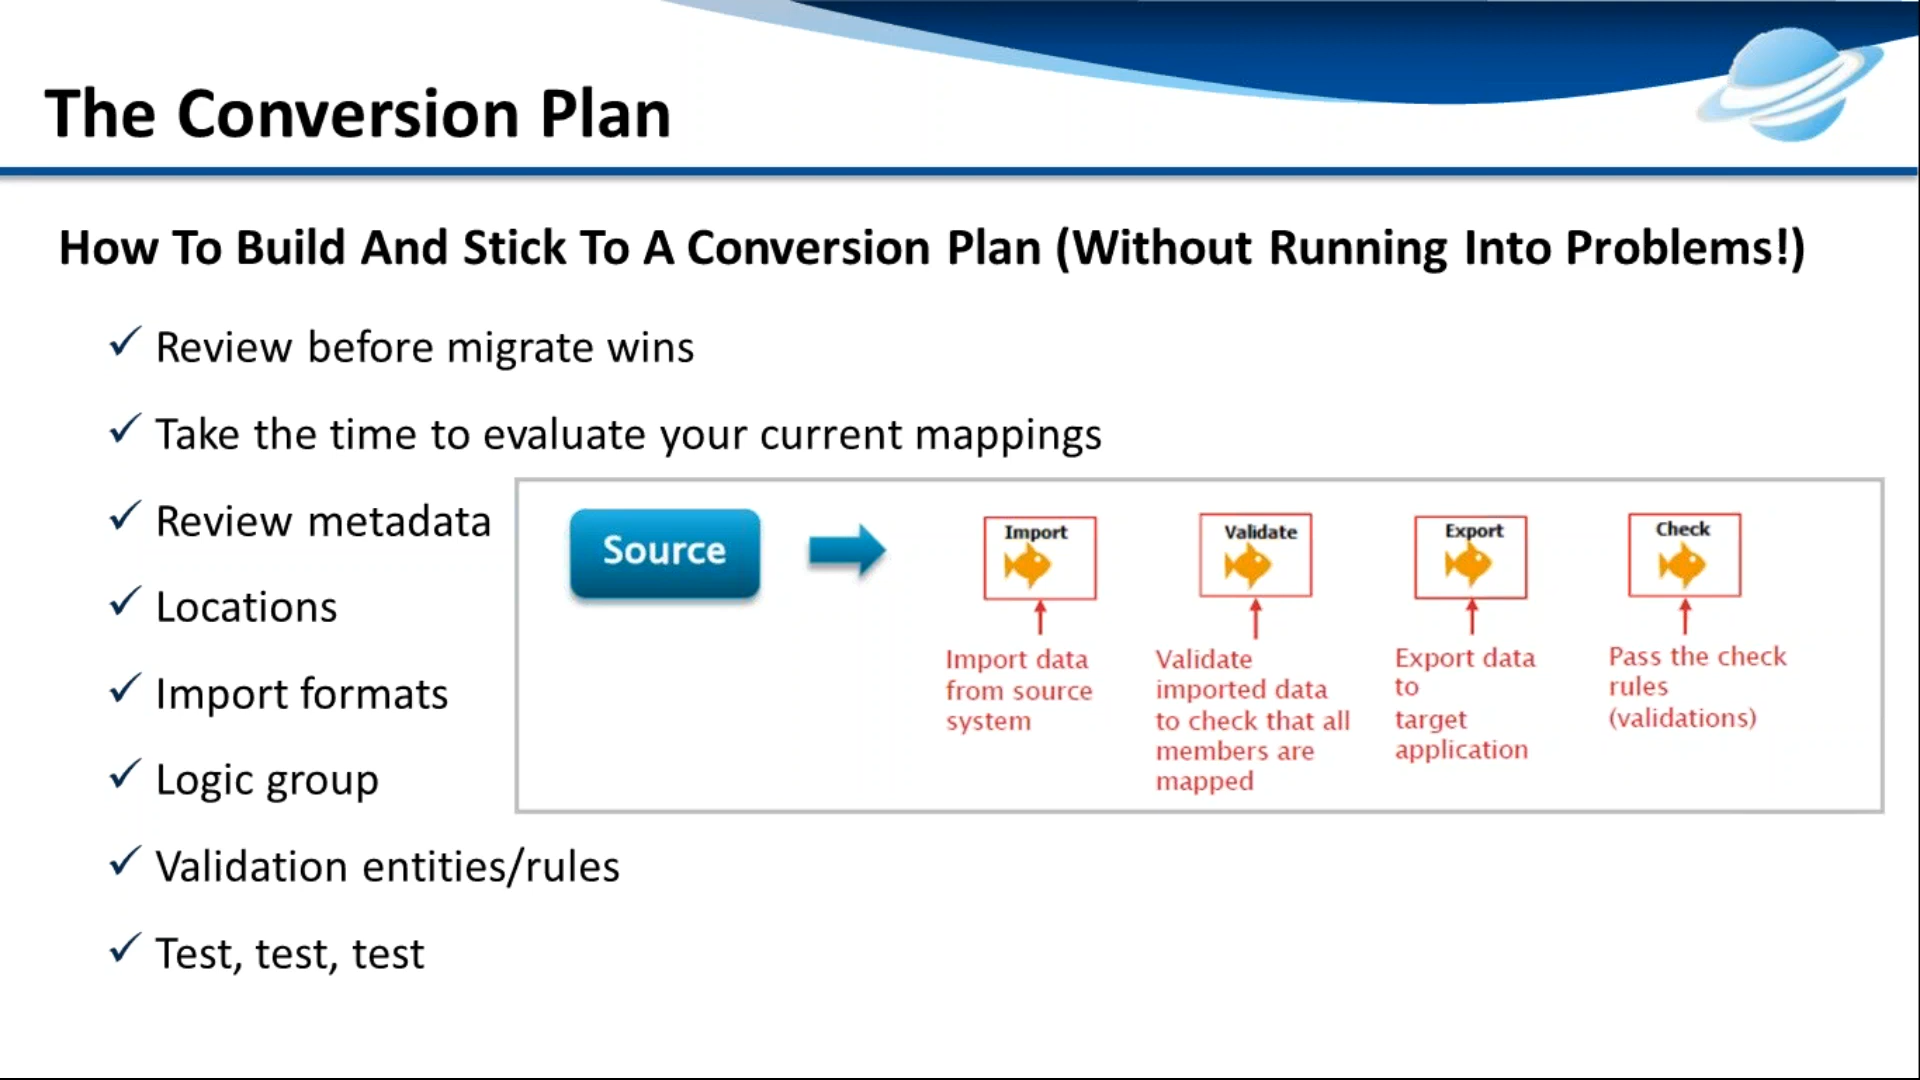 The Conversion Plan
How To Build And Stick To A Conversion Plan (Without Running Into Problems!)
Review before migrate wins
Take the time to evaluate your current mappings
Review metadata
Locations
Import formats
Logic group
Validation entities/rules
Test, test, test
Source
Import
Import data
from source
system
Validate
Validate
imported data
to check that all
members are
mapped
Export
Export data
to
target
application
Check
Pass the check
rules
(validations)